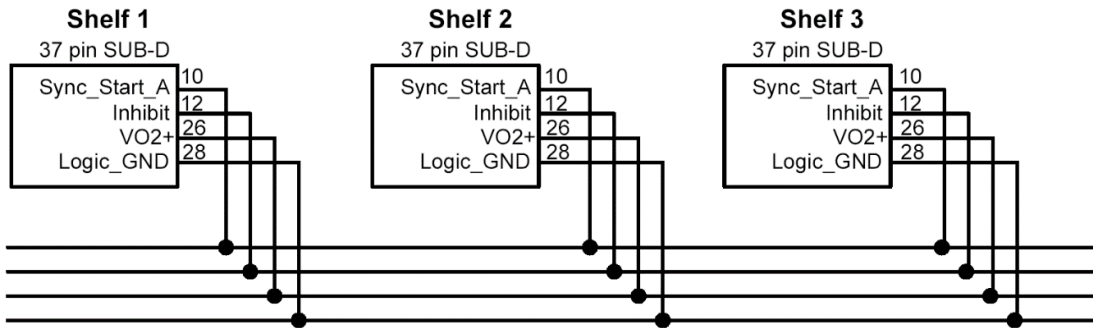 Shelf 1
37 pin SUB-D
Sync_Start_A 10
Inhibit 12
VO2+ 26
Logic_GND 28
Shelf 2
37 pin SUB-D
Sync_Start_A 10
Inhibit 12
VO2+ 26
Logic_GND 28
Shelf 3
37 pin SUB-D
Sync_Start_A 10
Inhibit 12
VO2+ 26
Logic_GND 28